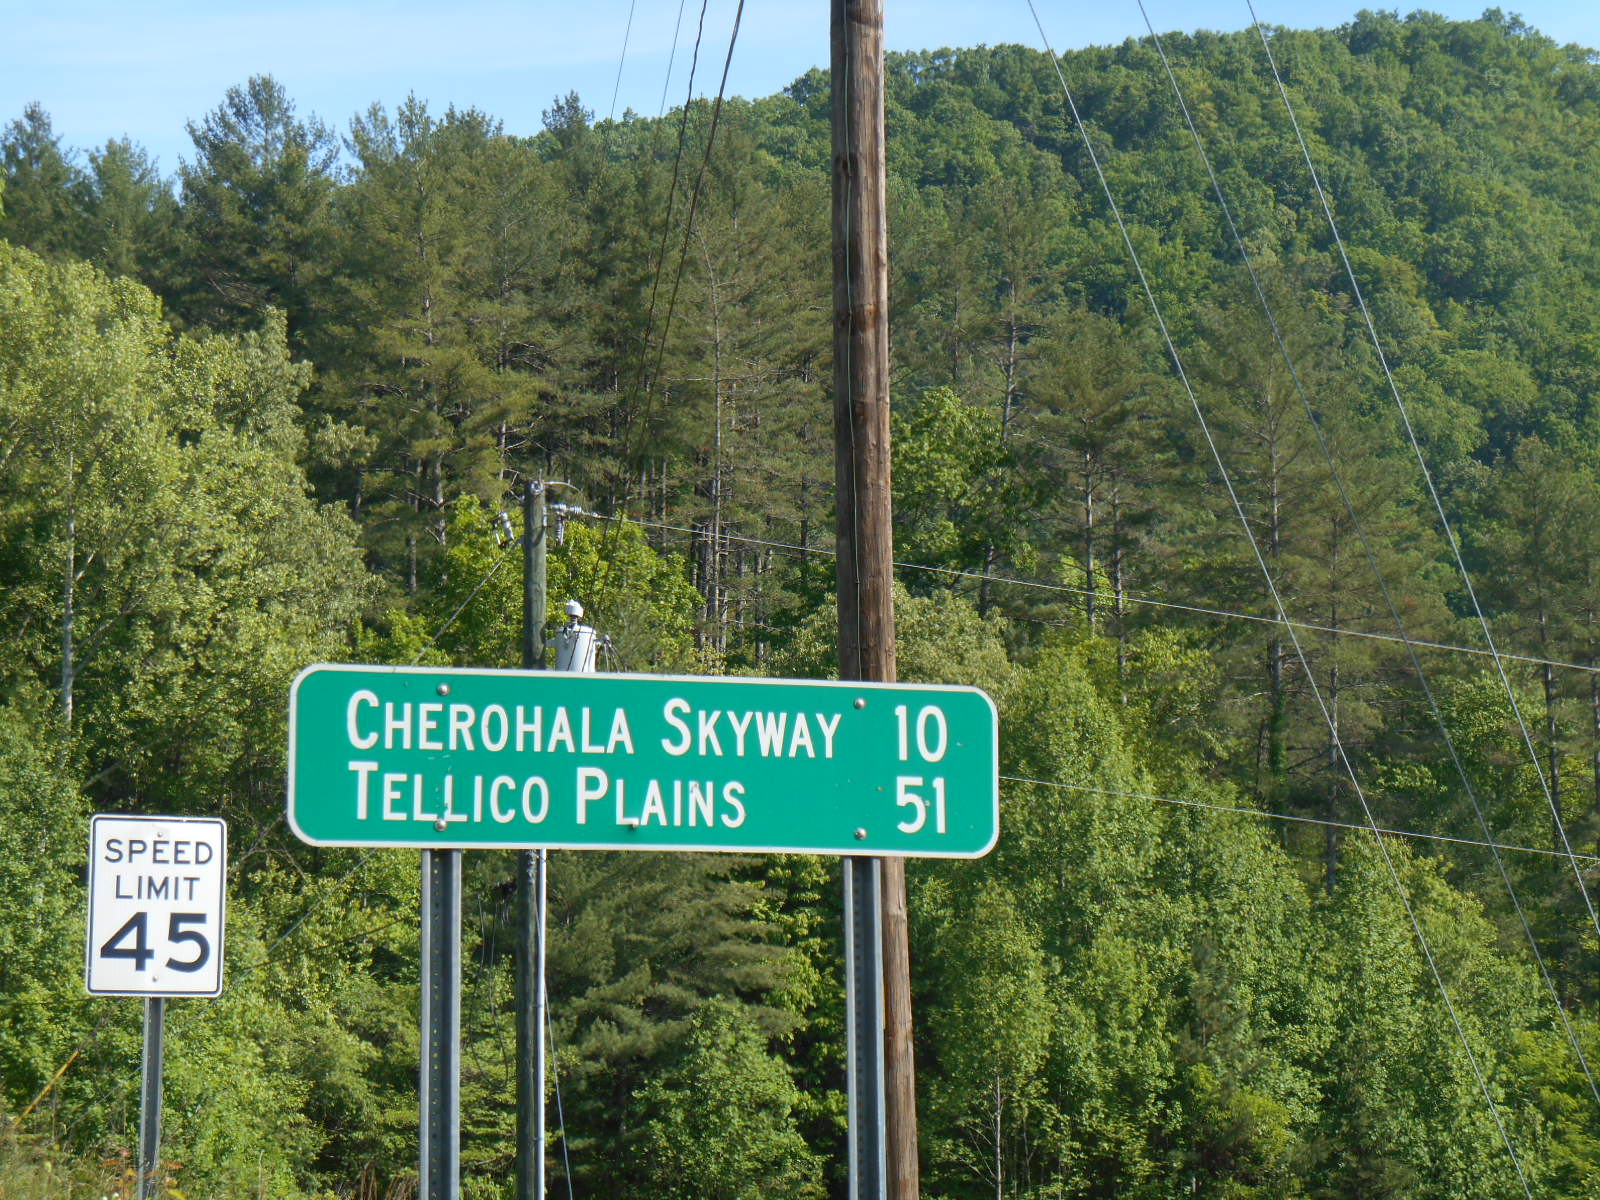 CHEROHALA SKYWAY 10
TELLICO PLAINS 51
SPEED
LIMIT
45